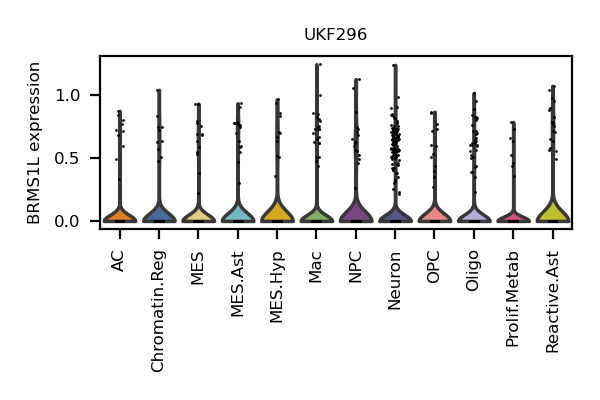 UKF296
BRMS1L expression
1.0
0.5
0.0
AC
Chromatin.Reg
MES
MES.Ast
MES.Hyp
Mac
NPC
Neuron
OPC
Oligo
Prolif.Metab
Reactive.Ast